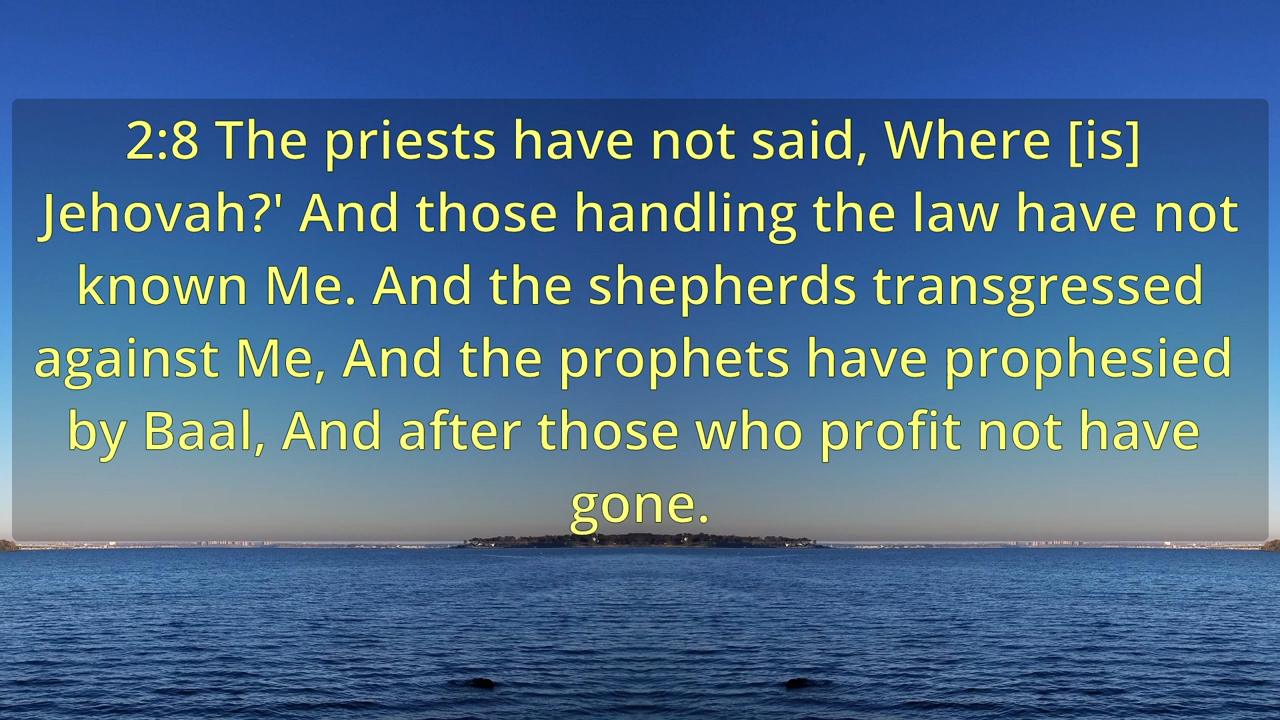 2:8 The priests have not said, Where [is]
Jehovah?' And those handling the law have not
known Me. And the shepherds transgressed
against Me, And the prophets have prophesied
by Baal, And after those who profit not have
gone.